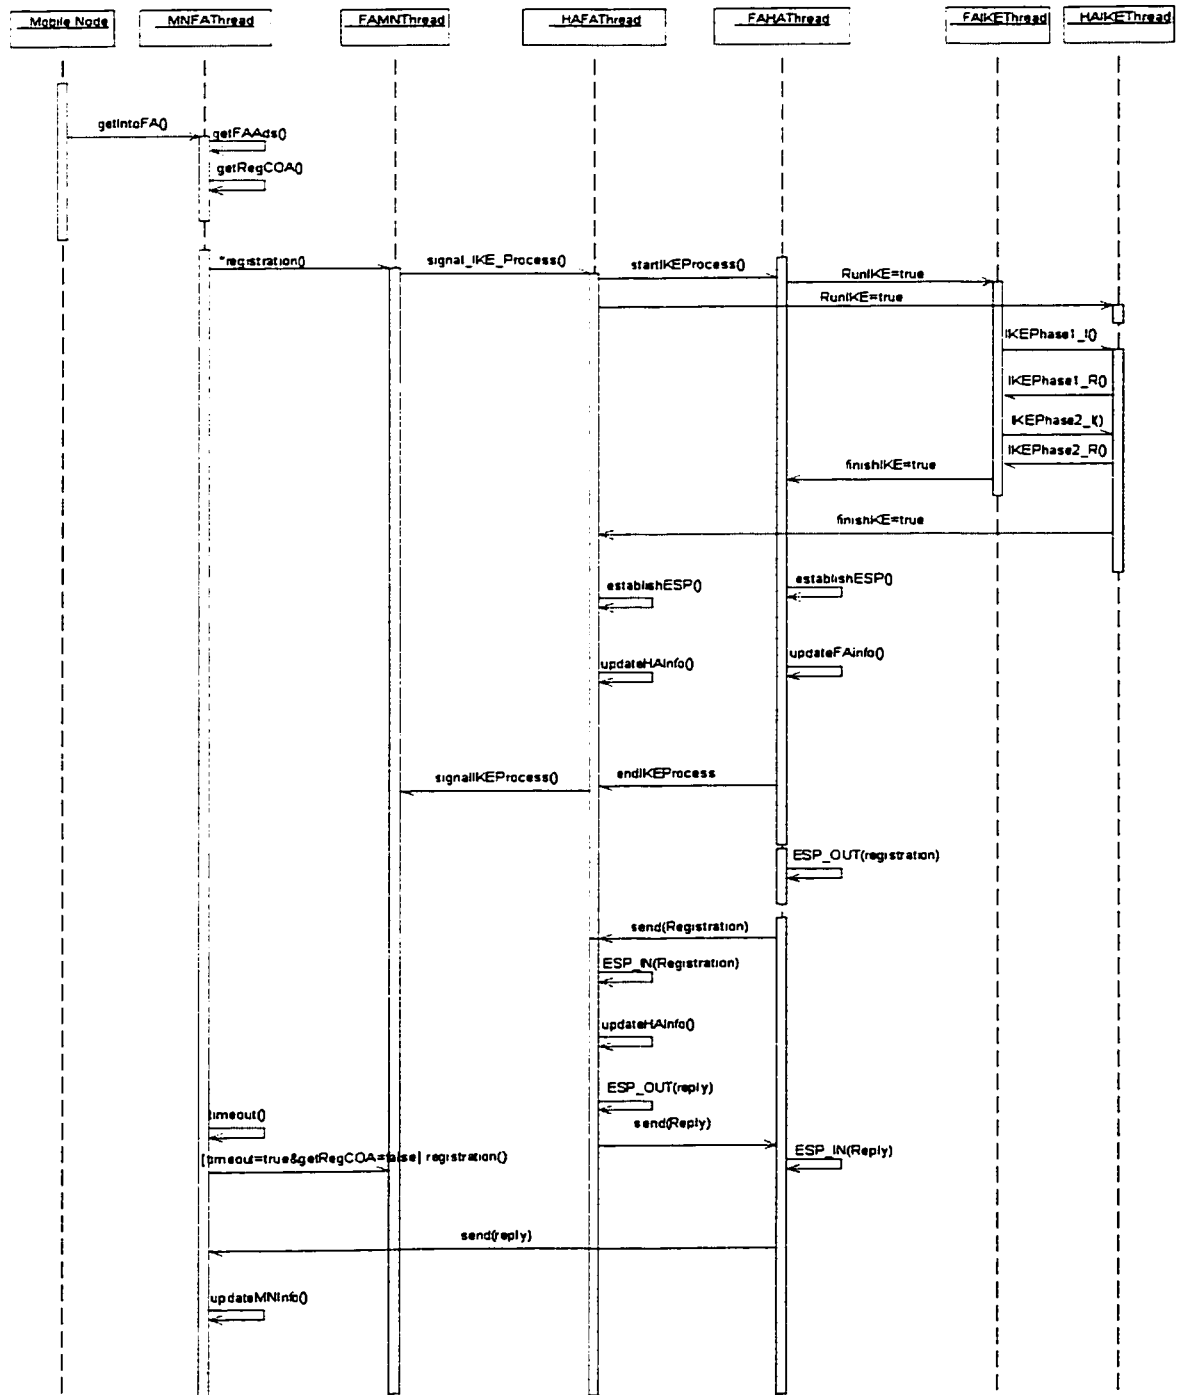 Mobile Node
MNFAThread
FAMNThread
HAFAThread
FAHAThread
FAIKEThread
HAIKEThread
getIntoFA()
getFAAds()
getRegCOA()
*registration()
signal_IKE_Process()
startIKEProcess()
RunIKE=true
RunIKE=true
IKEPhase1_I()
IKEPhase1_R()
IKEPhase2_I()
IKEPhase2_R()
finishIKE=true
finishIKE=true
establishESP()
establishESP()
updateHAInfo()
updateFAinfo()
signalIKEProcess()
endIKEProcess
ESP_OUT(registration)
send(Registration)
ESP_IN(Registration)
updateHAInfo()
ESP_OUT(reply)
timeout()
send(Reply)
ESP_IN(Reply)
[timeout=true&getRegCOA=false] registration()
send(reply)
updateMNInfo()